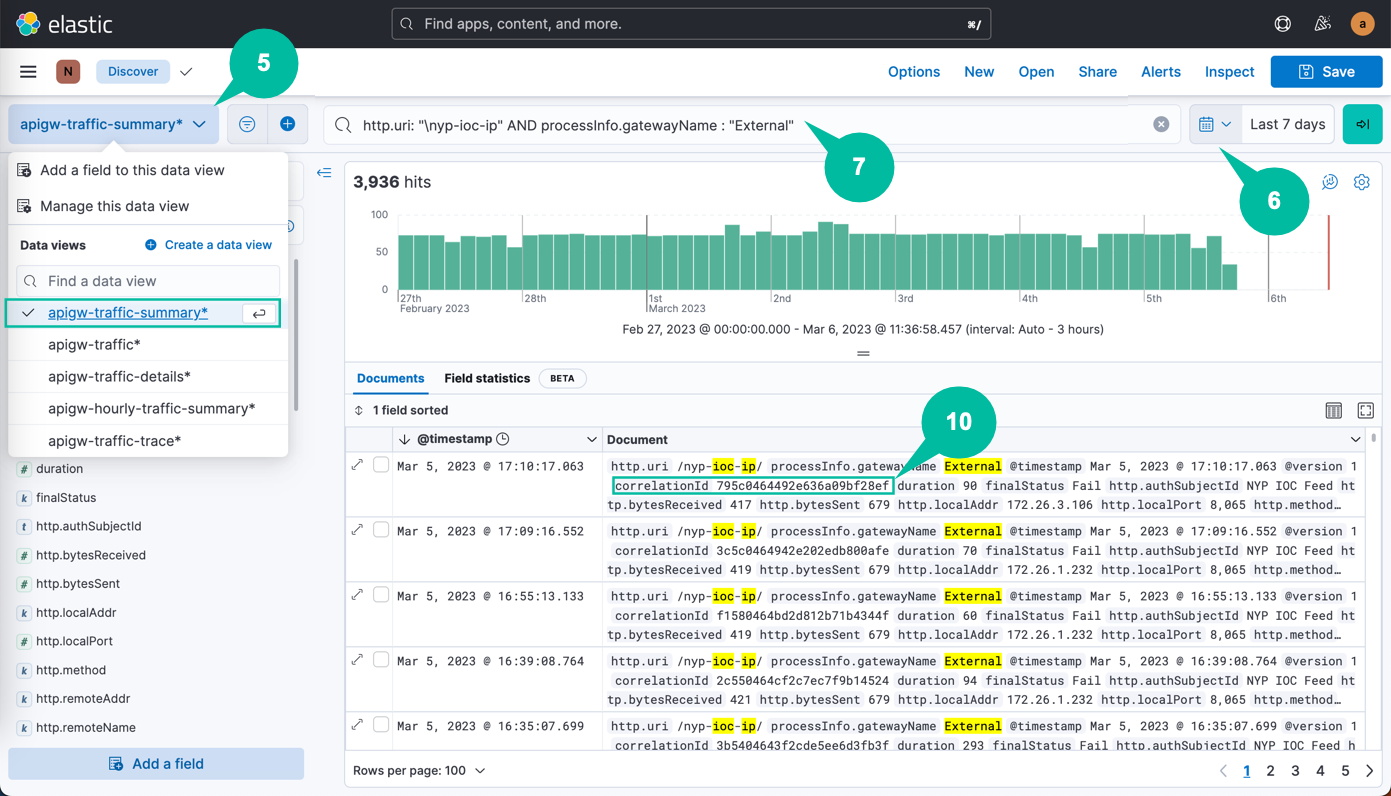 elastic
Find apps, content, and more.
⌘/
a
N
Discover
5
Options
New
Open
Share
Alerts
Inspect
Save
apigw-traffic-summary*
http.uri: "\nyp-ioc-ip" AND processInfo.gatewayName : "External"
Last 7 days
7
6
Add a field to this data view
Manage this data view
Data views
Create a data view
Find a data view
apigw-traffic-summary*
apigw-traffic*
apigw-traffic-details*
apigw-hourly-traffic-summary*
apigw-traffic-trace*
# duration
k finalStatus
t http.authSubjectId
# http.bytesReceived
# http.bytesSent
k http.localAddr
# http.localPort
k http.method
k http.remoteAddr
k http.remoteName
Add a field
3,936 hits
100
50
0
27th 28th 1st 2nd 3rd 4th 5th 6th
February 2023 March 2023
Feb 27, 2023 @ 00:00:00.000 - Mar 6, 2023 @ 11:36:58.457 (interval: Auto - 3 hours)
Documents Field statistics BETA
1 field sorted
10
@timestamp Document
Mar 5, 2023 @ 17:10:17.063 http.uri /nyp-ioc-ip/ processInfo.gatewayName External @timestamp Mar 5, 2023 @ 17:10:17.063 @version 1
correlationId 795c0464492e636a09bf28ef duration 90 finalStatus Fail http.authSubjectId NYP IOC Feed ht
tp.bytesReceived 417 http.bytesSent 679 http.localAddr 172.26.3.106 http.localPort 8,065 http.method…
Mar 5, 2023 @ 17:09:16.552 http.uri /nyp-ioc-ip/ processInfo.gatewayName External @timestamp Mar 5, 2023 @ 17:09:16.552 @version 1
correlationId 3c5c0464942e202edb800afe duration 70 finalStatus Fail http.authSubjectId NYP IOC Feed ht
tp.bytesReceived 419 http.bytesSent 679 http.localAddr 172.26.1.232 http.localPort 8,065 http.method…
Mar 5, 2023 @ 16:55:13.133 http.uri /nyp-ioc-ip/ processInfo.gatewayName External @timestamp Mar 5, 2023 @ 16:55:13.133 @version 1
correlationId f1580464bd2d812b71b4344f duration 60 finalStatus Fail http.authSubjectId NYP IOC Feed ht
tp.bytesReceived 419 http.bytesSent 679 http.localAddr 172.26.1.232 http.localPort 8,065 http.method…
Mar 5, 2023 @ 16:39:08.764 http.uri /nyp-ioc-ip/ processInfo.gatewayName External @timestamp Mar 5, 2023 @ 16:39:08.764 @version 1
correlationId 2c550464cf2c7ec7f9b14524 duration 94 finalStatus Fail http.authSubjectId NYP IOC Feed ht
tp.bytesReceived 421 http.bytesSent 679 http.localAddr 172.26.1.232 http.localPort 8,065 http.method…
Mar 5, 2023 @ 16:35:07.699 http.uri /nyp-ioc-ip/ processInfo.gatewayName External @timestamp Mar 5, 2023 @ 16:35:07.699 @version 1
correlationId 3b5404643f2cde5ee6d3fb3f duration 293 finalStatus Fail http.authSubjectId NYP IOC Feed h
Rows per page: 100
1 2 3 4 5